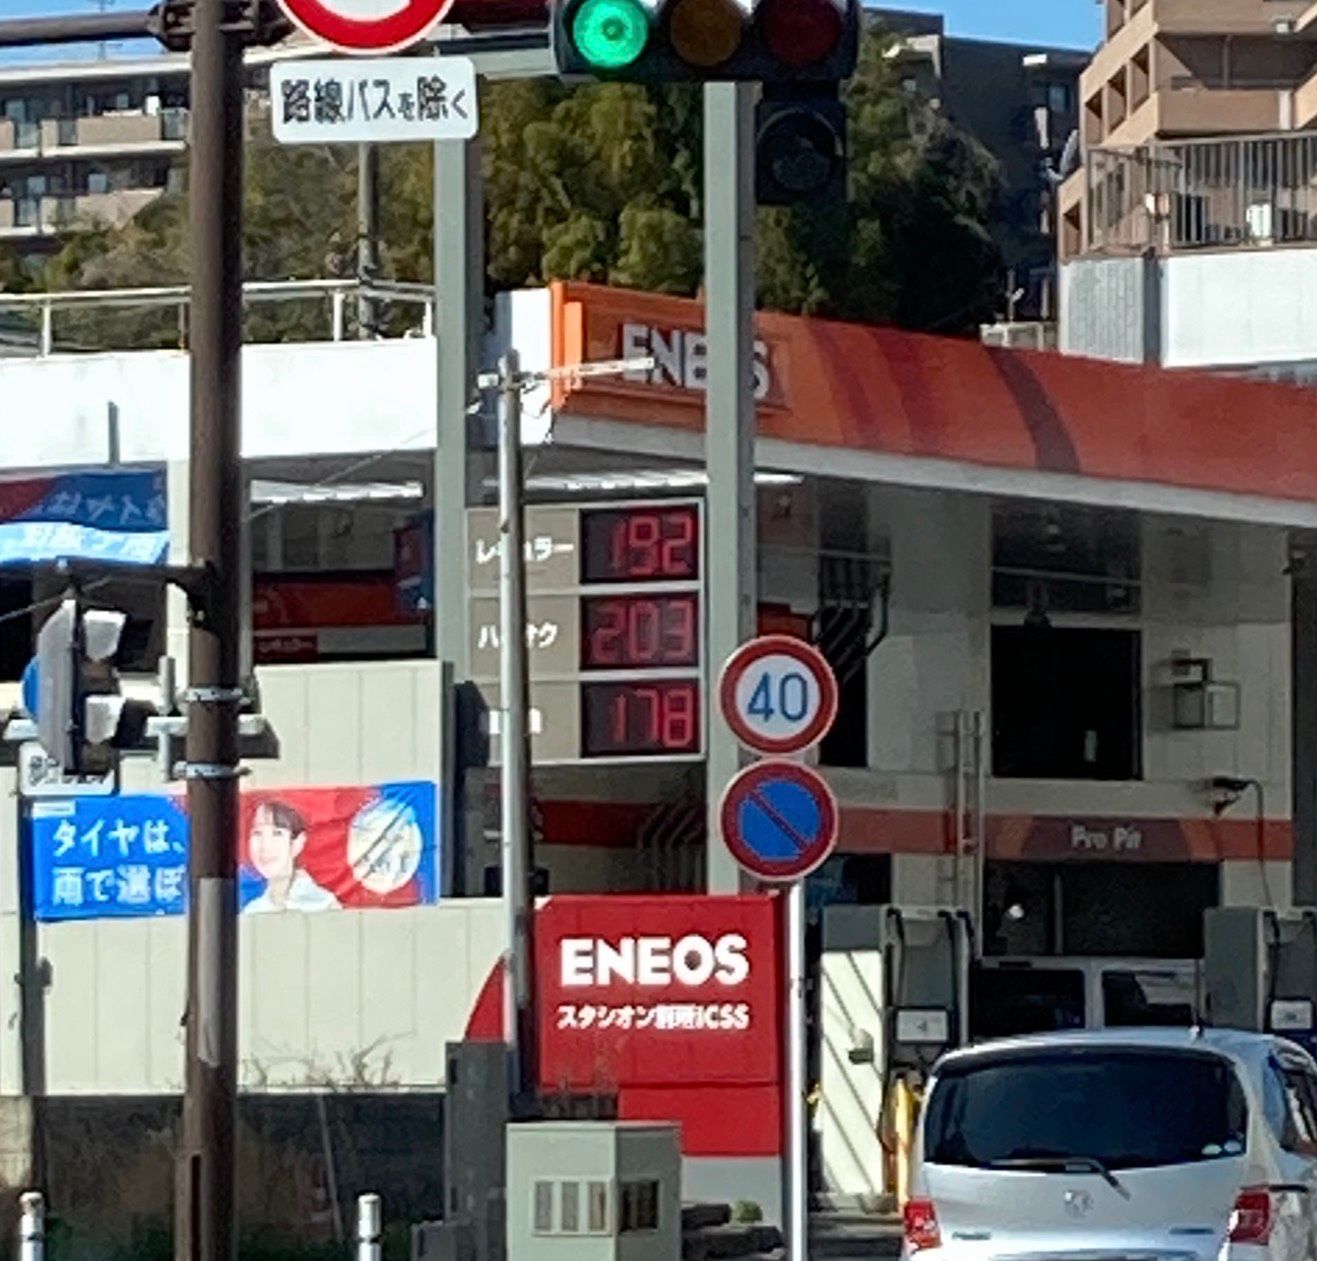 路線バスを除く
ENEOS
レギュラー 192
ハイオク 203
178
40
タイヤは、
雨で選ぼ
Pro Pit
ENEOS
スタシオン
CSS